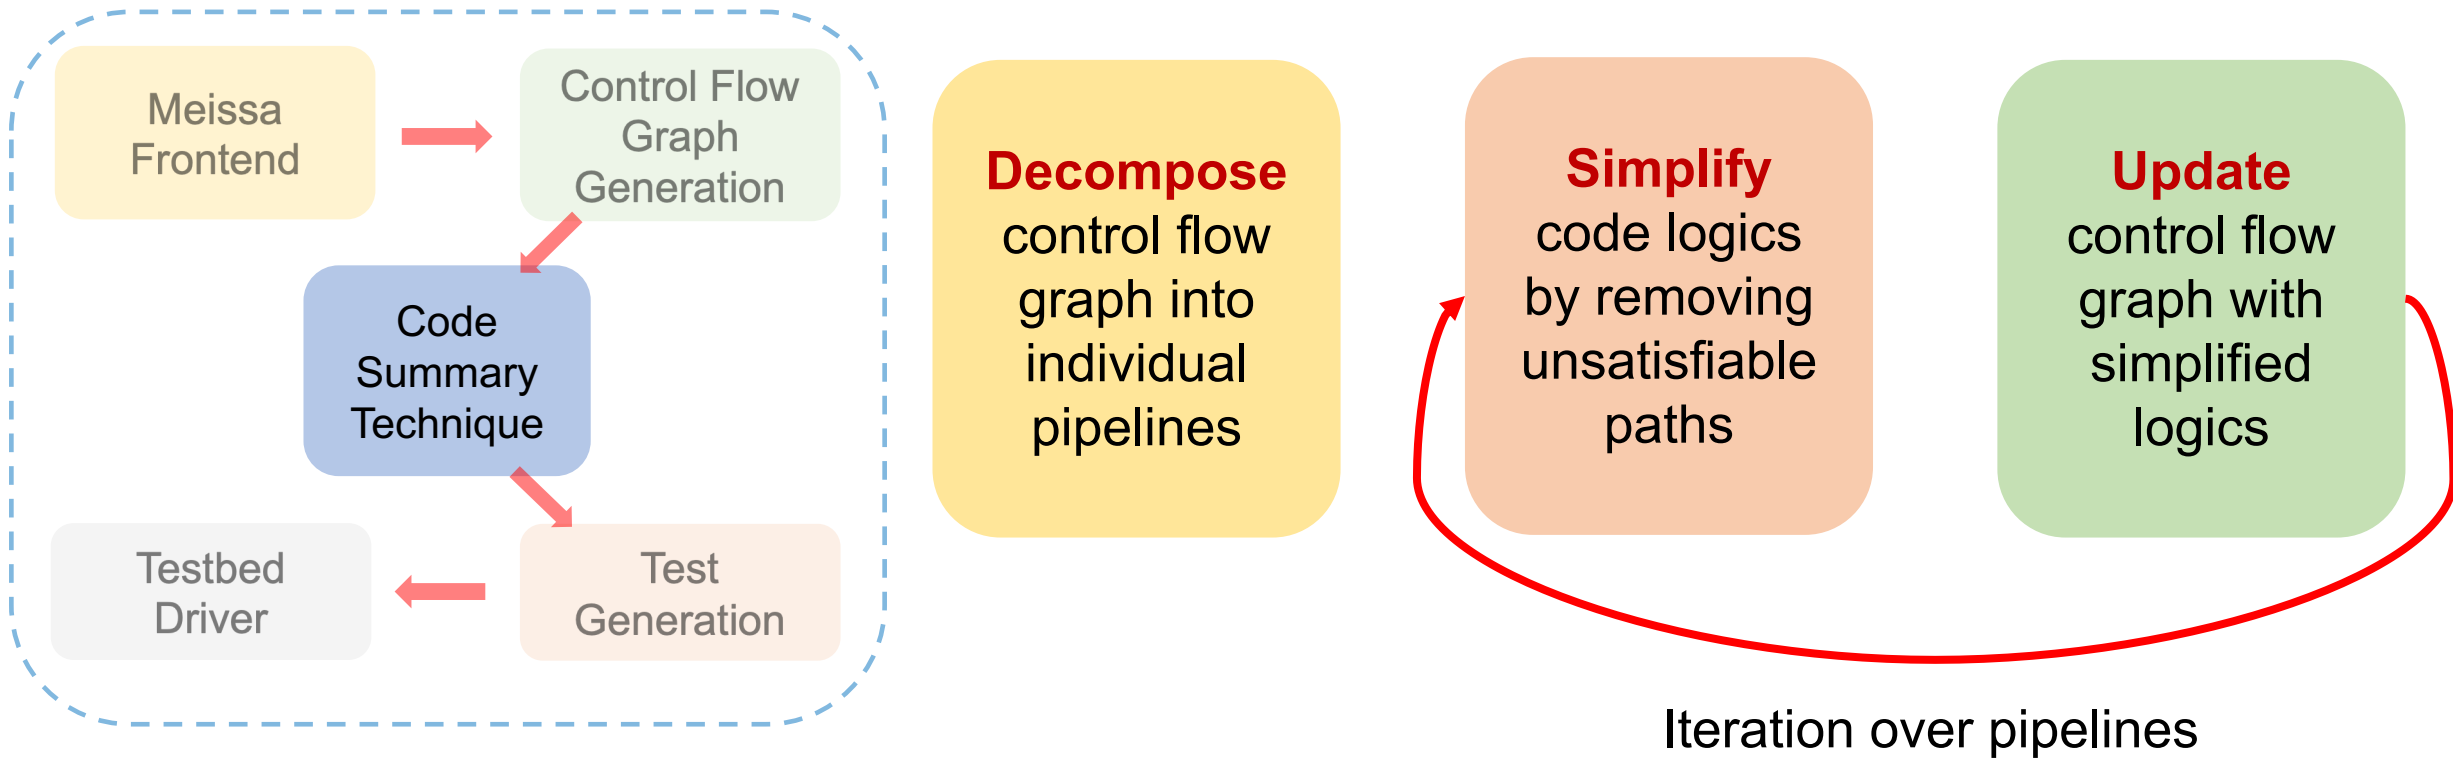 Meissa
Frontend
Control Flow
Graph
Generation
Code
Summary
Technique
Testbed
Driver
Test
Generation
Decompose
control flow
graph into
individual
pipelines
Simplify
code logics
by removing
unsatisfiable
paths
Update
control flow
graph with
simplified
logics
Iteration over pipelines